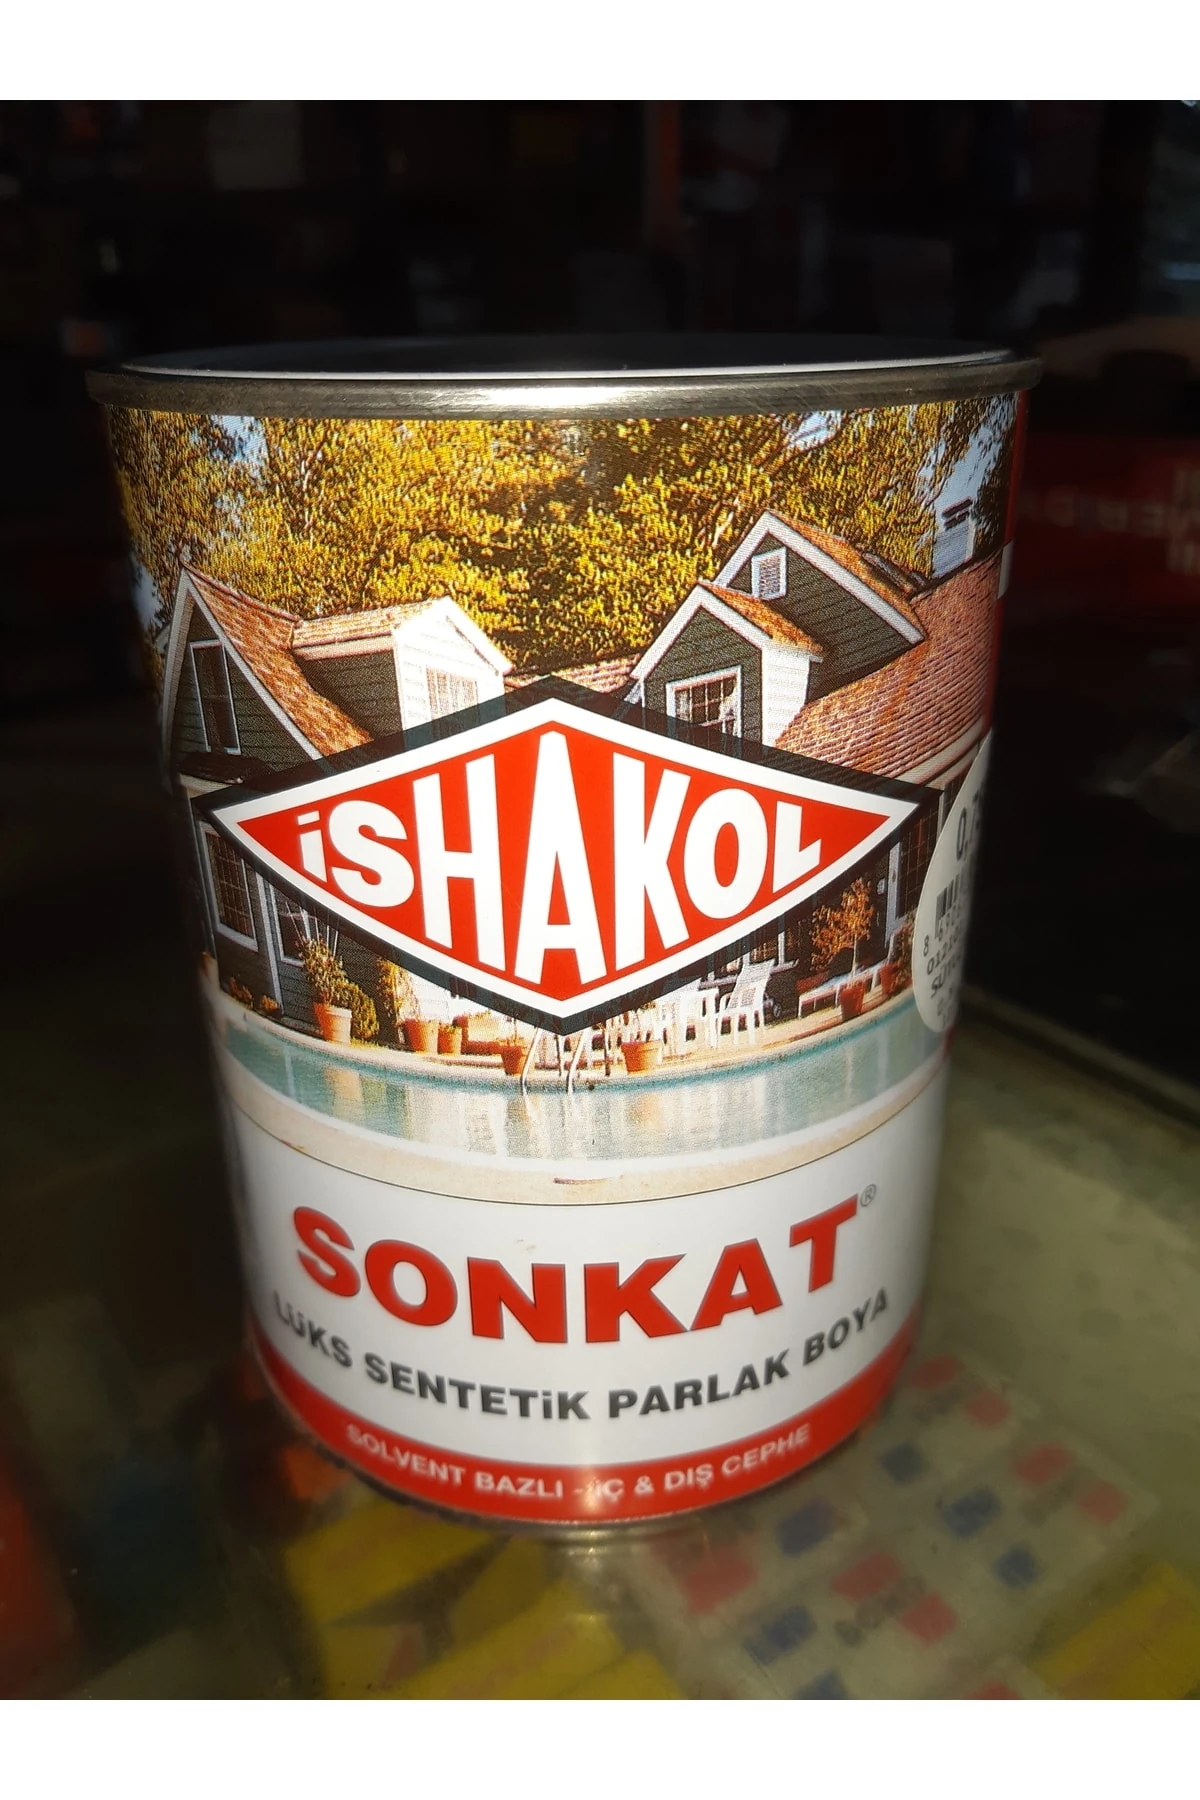 İSHAKOL
SONKAT®
LÜKS SENTETİK PARLAK BOYA
SOLVENT BAZLI - İÇ & DIŞ CEPHE